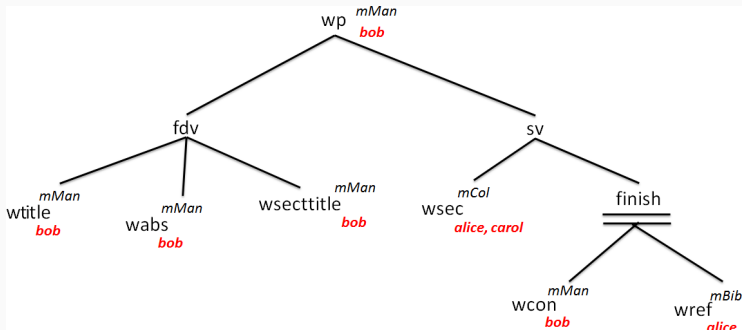 wp mMan
bob
fdv
sv
wtitle mMan
bob
wabs mMan
bob
wsecttitle mMan
bob
wsec mCol
alice, carol
finish
wcon mMan
bob
wref mBib
alice